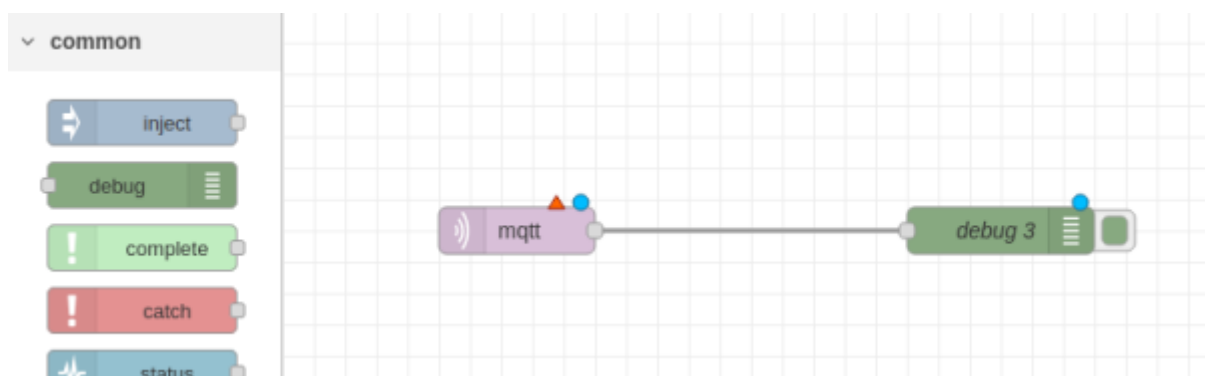 common
inject
debug
complete
catch
status
mqtt
debug 3